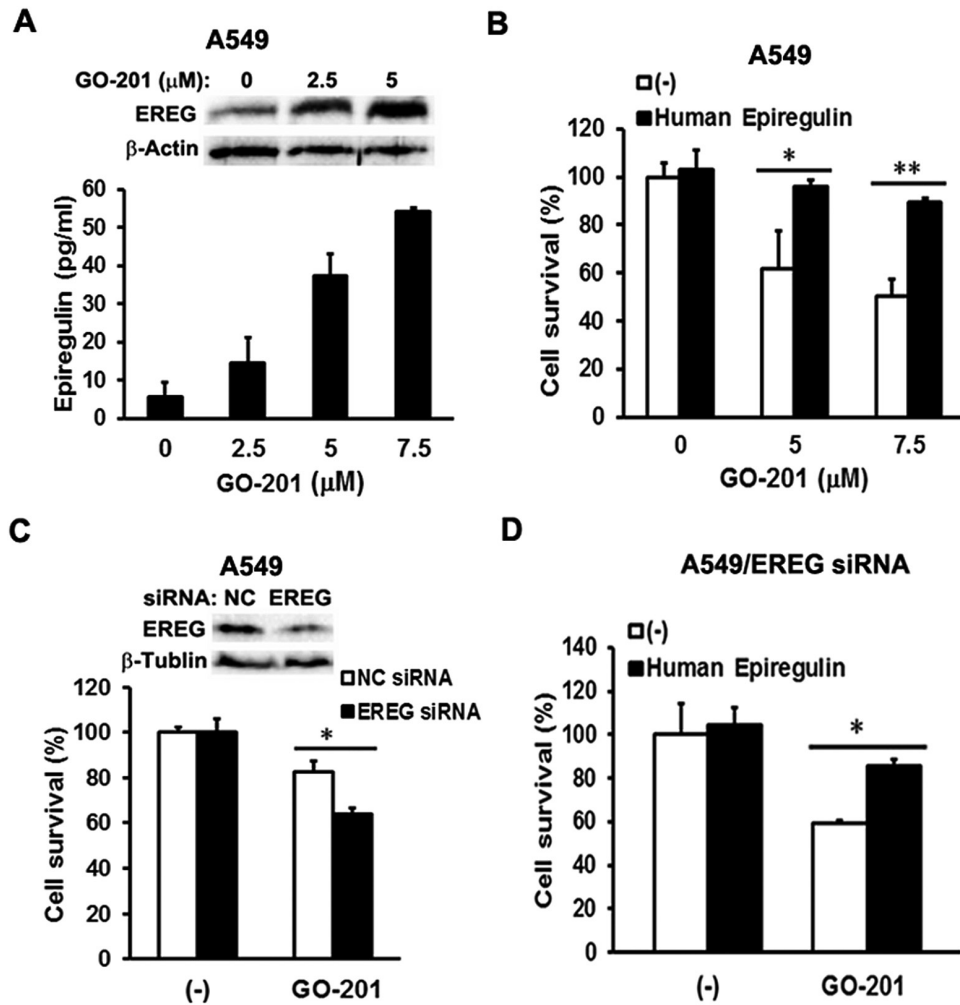 A
A549
GO-201 (μM): 0 2.5 5
EREG
β-Actin
Epiregulin (pg/ml)
60
50
40
30
20
10
0
0 2.5 5 7.5
GO-201 (μM)
B
A549
(-)
Human Epiregulin
Cell survival (%)
120
100
80
60
40
20
0
* **
0 5 7.5
GO-201 (μM)
C
A549
siRNA: NC EREG
EREG
β-Tublin
NC siRNA
EREG siRNA
Cell survival (%)
120
100
80
60
40
20
0
*
(-) GO-201
D
A549/EREG siRNA
(-)
Human Epiregulin
Cell survival (%)
140
120
100
80
60
40
20
0
*
(-) GO-201